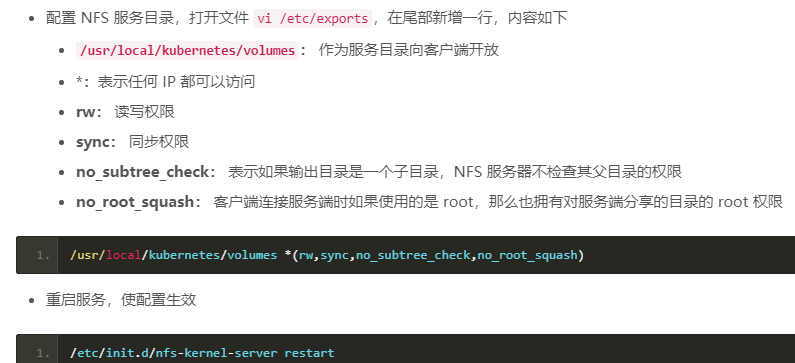 配置 NFS 服务目录，打开文件 vi /etc/exports，在尾部新增一行，内容如下
/usr/local/kubernetes/volumes： 作为服务目录向客户端开放
*：表示任何 IP 都可以访问
rw： 读写权限
sync： 同步权限
no_subtree_check： 表示如果输出目录是一个子目录，NFS 服务器不检查其父目录的权限
no_root_squash： 客户端连接服务端时如果使用的是 root，那么也拥有对服务端分享的目录的 root 权限
1. /usr/local/kubernetes/volumes *(rw,sync,no_subtree_check,no_root_squash)
重启服务，使配置生效
1. /etc/init.d/nfs-kernel-server restart